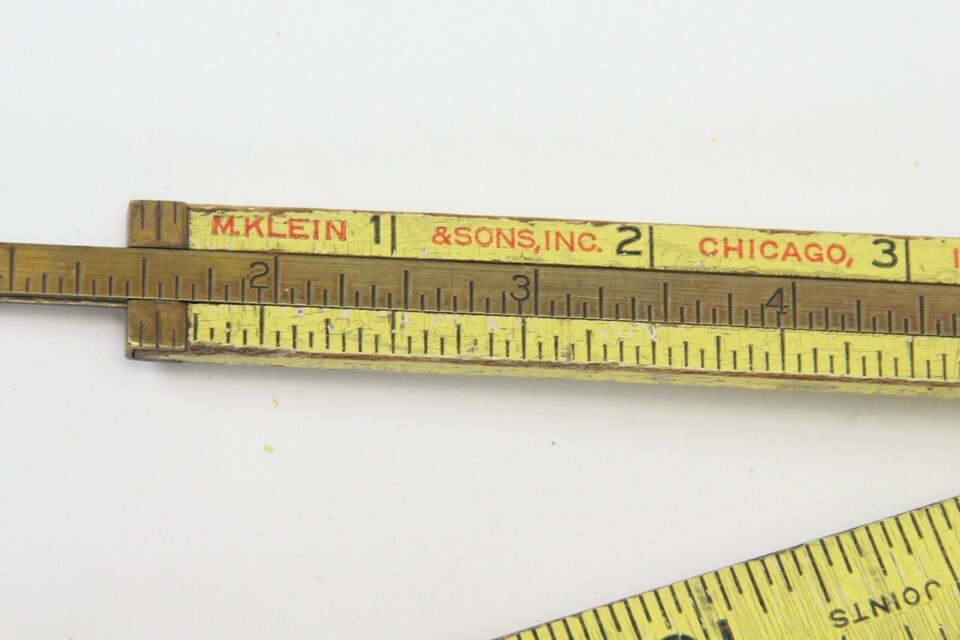 M.KLEIN 1 &SONS,INC. 2 CHICAGO, 3
2 3 4
JOINTS